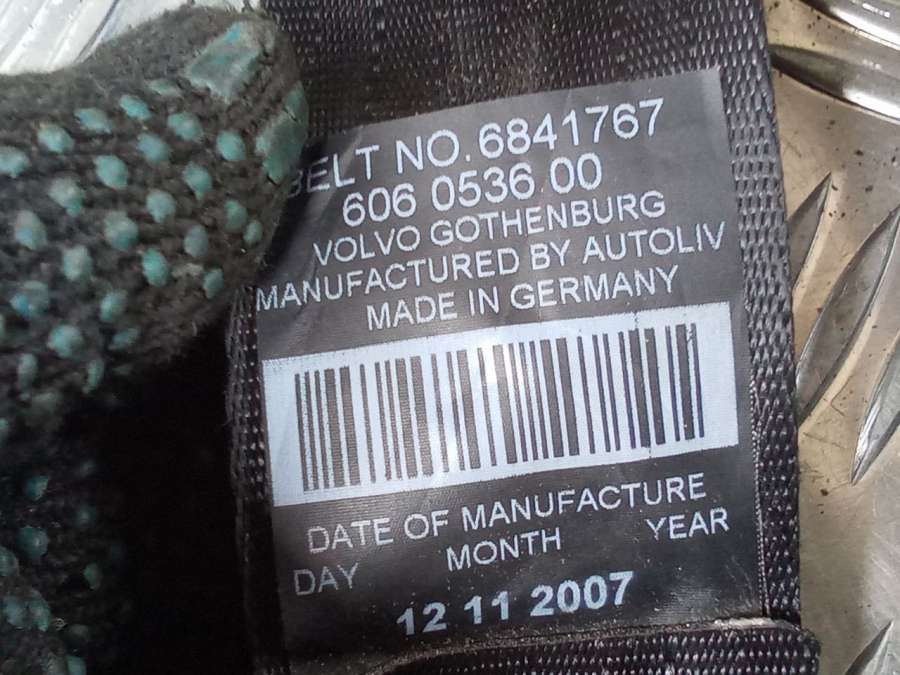 BELT NO. 6841767
606 0536 00
VOLVO GOTHENBURG
MANUFACTURED BY AUTOLIV
MADE IN GERMANY
DATE OF MANUFACTURE
DAY MONTH YEAR
12 11 2007